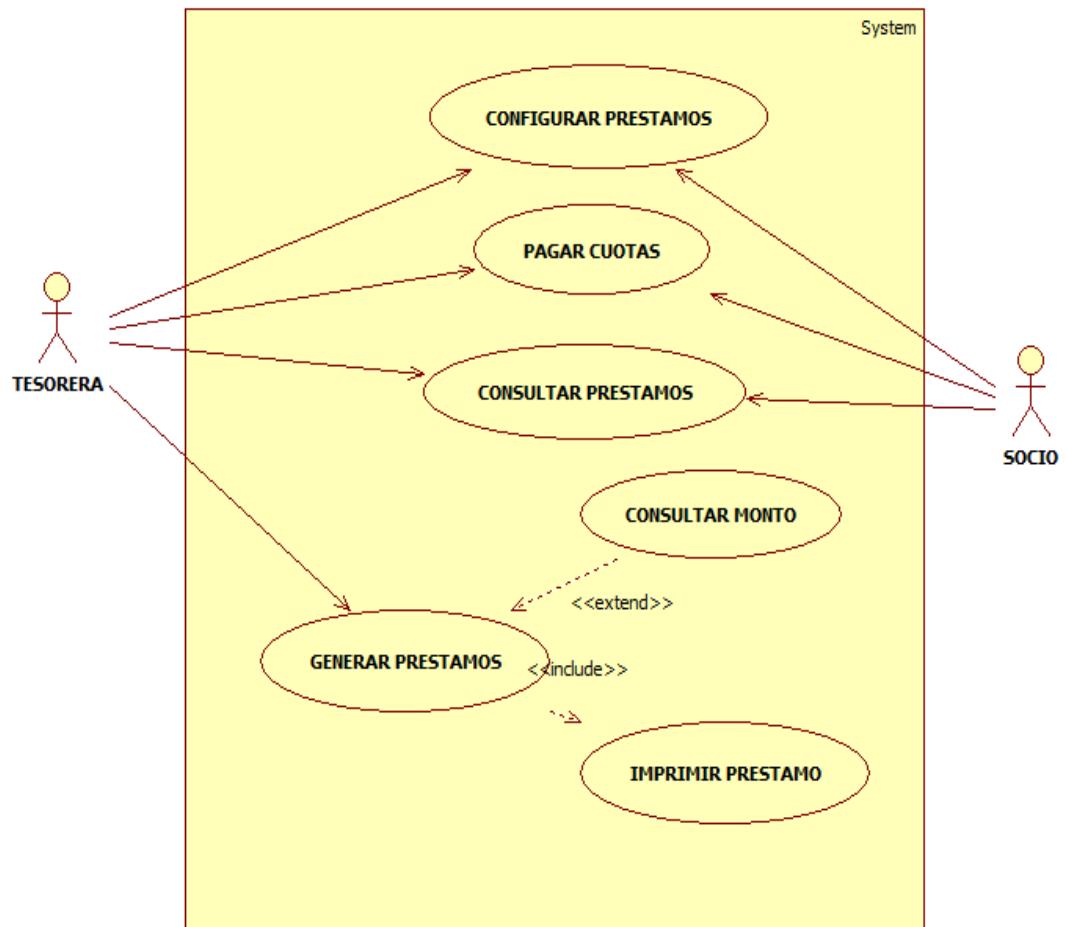 System
CONFIGURAR PRESTAMOS
PAGAR CUOTAS
TESORERA
CONSULTAR PRESTAMOS
SOCIO
CONSULTAR MONTO
<<extend>>
GENERAR PRESTAMOS
<<include>>
IMPRIMIR PRESTAMO